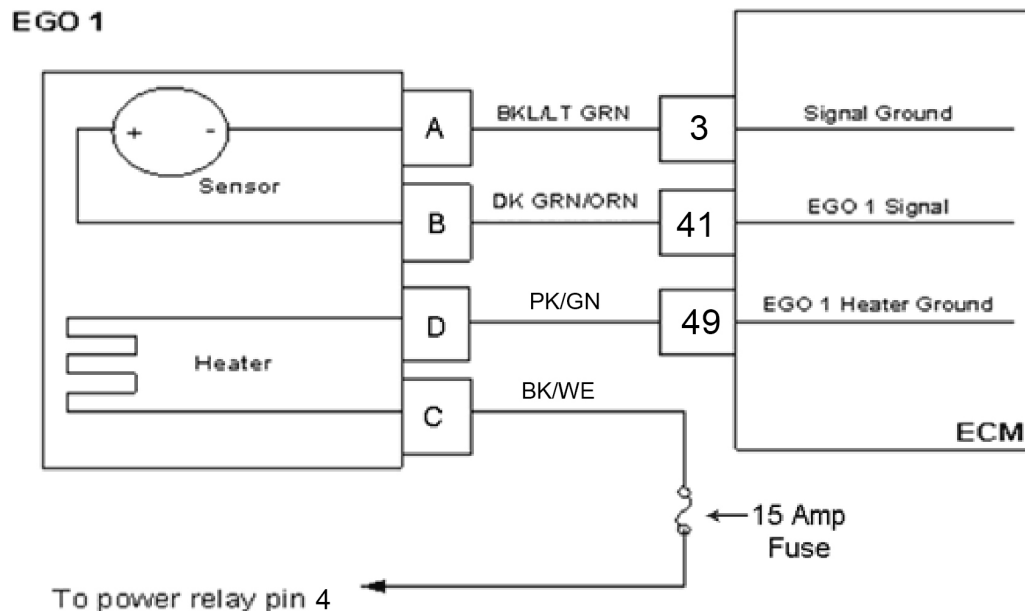 EGO 1
+ -
Sensor
A
BKL/LT GRN
3
Signal Ground
B
DK GRN/ORN
41
EGO 1 Signal
D
PK/GN
49
EGO 1 Heater Ground
Heater
C
BK/WE
ECM
15 Amp
Fuse
To power relay pin 4